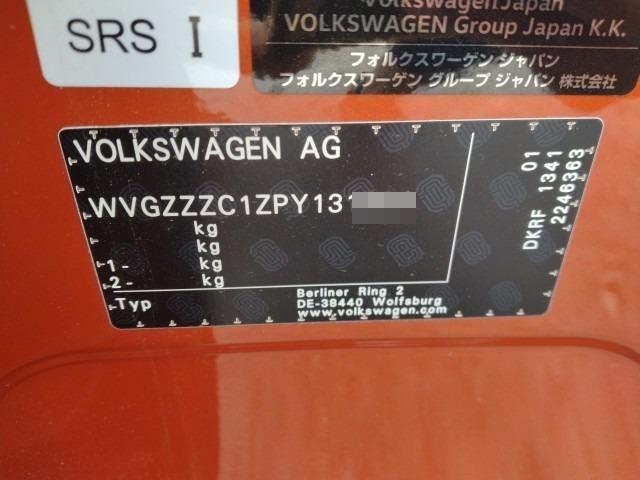 SRS I
Volkswagen Japan
VOLKSWAGEN Group Japan K.K.
フォルクスワーゲン ジャパン
フォルクスワーゲン グループ ジャパン 株式会社
VOLKSWAGEN AG
WVGZZZC1ZPY131
kg
kg
1- kg
2- kg
Typ
Berliner Ring 2
DE-38440 Wolfsburg
www.volkswagen.com
01
DKRF 1341
2246363